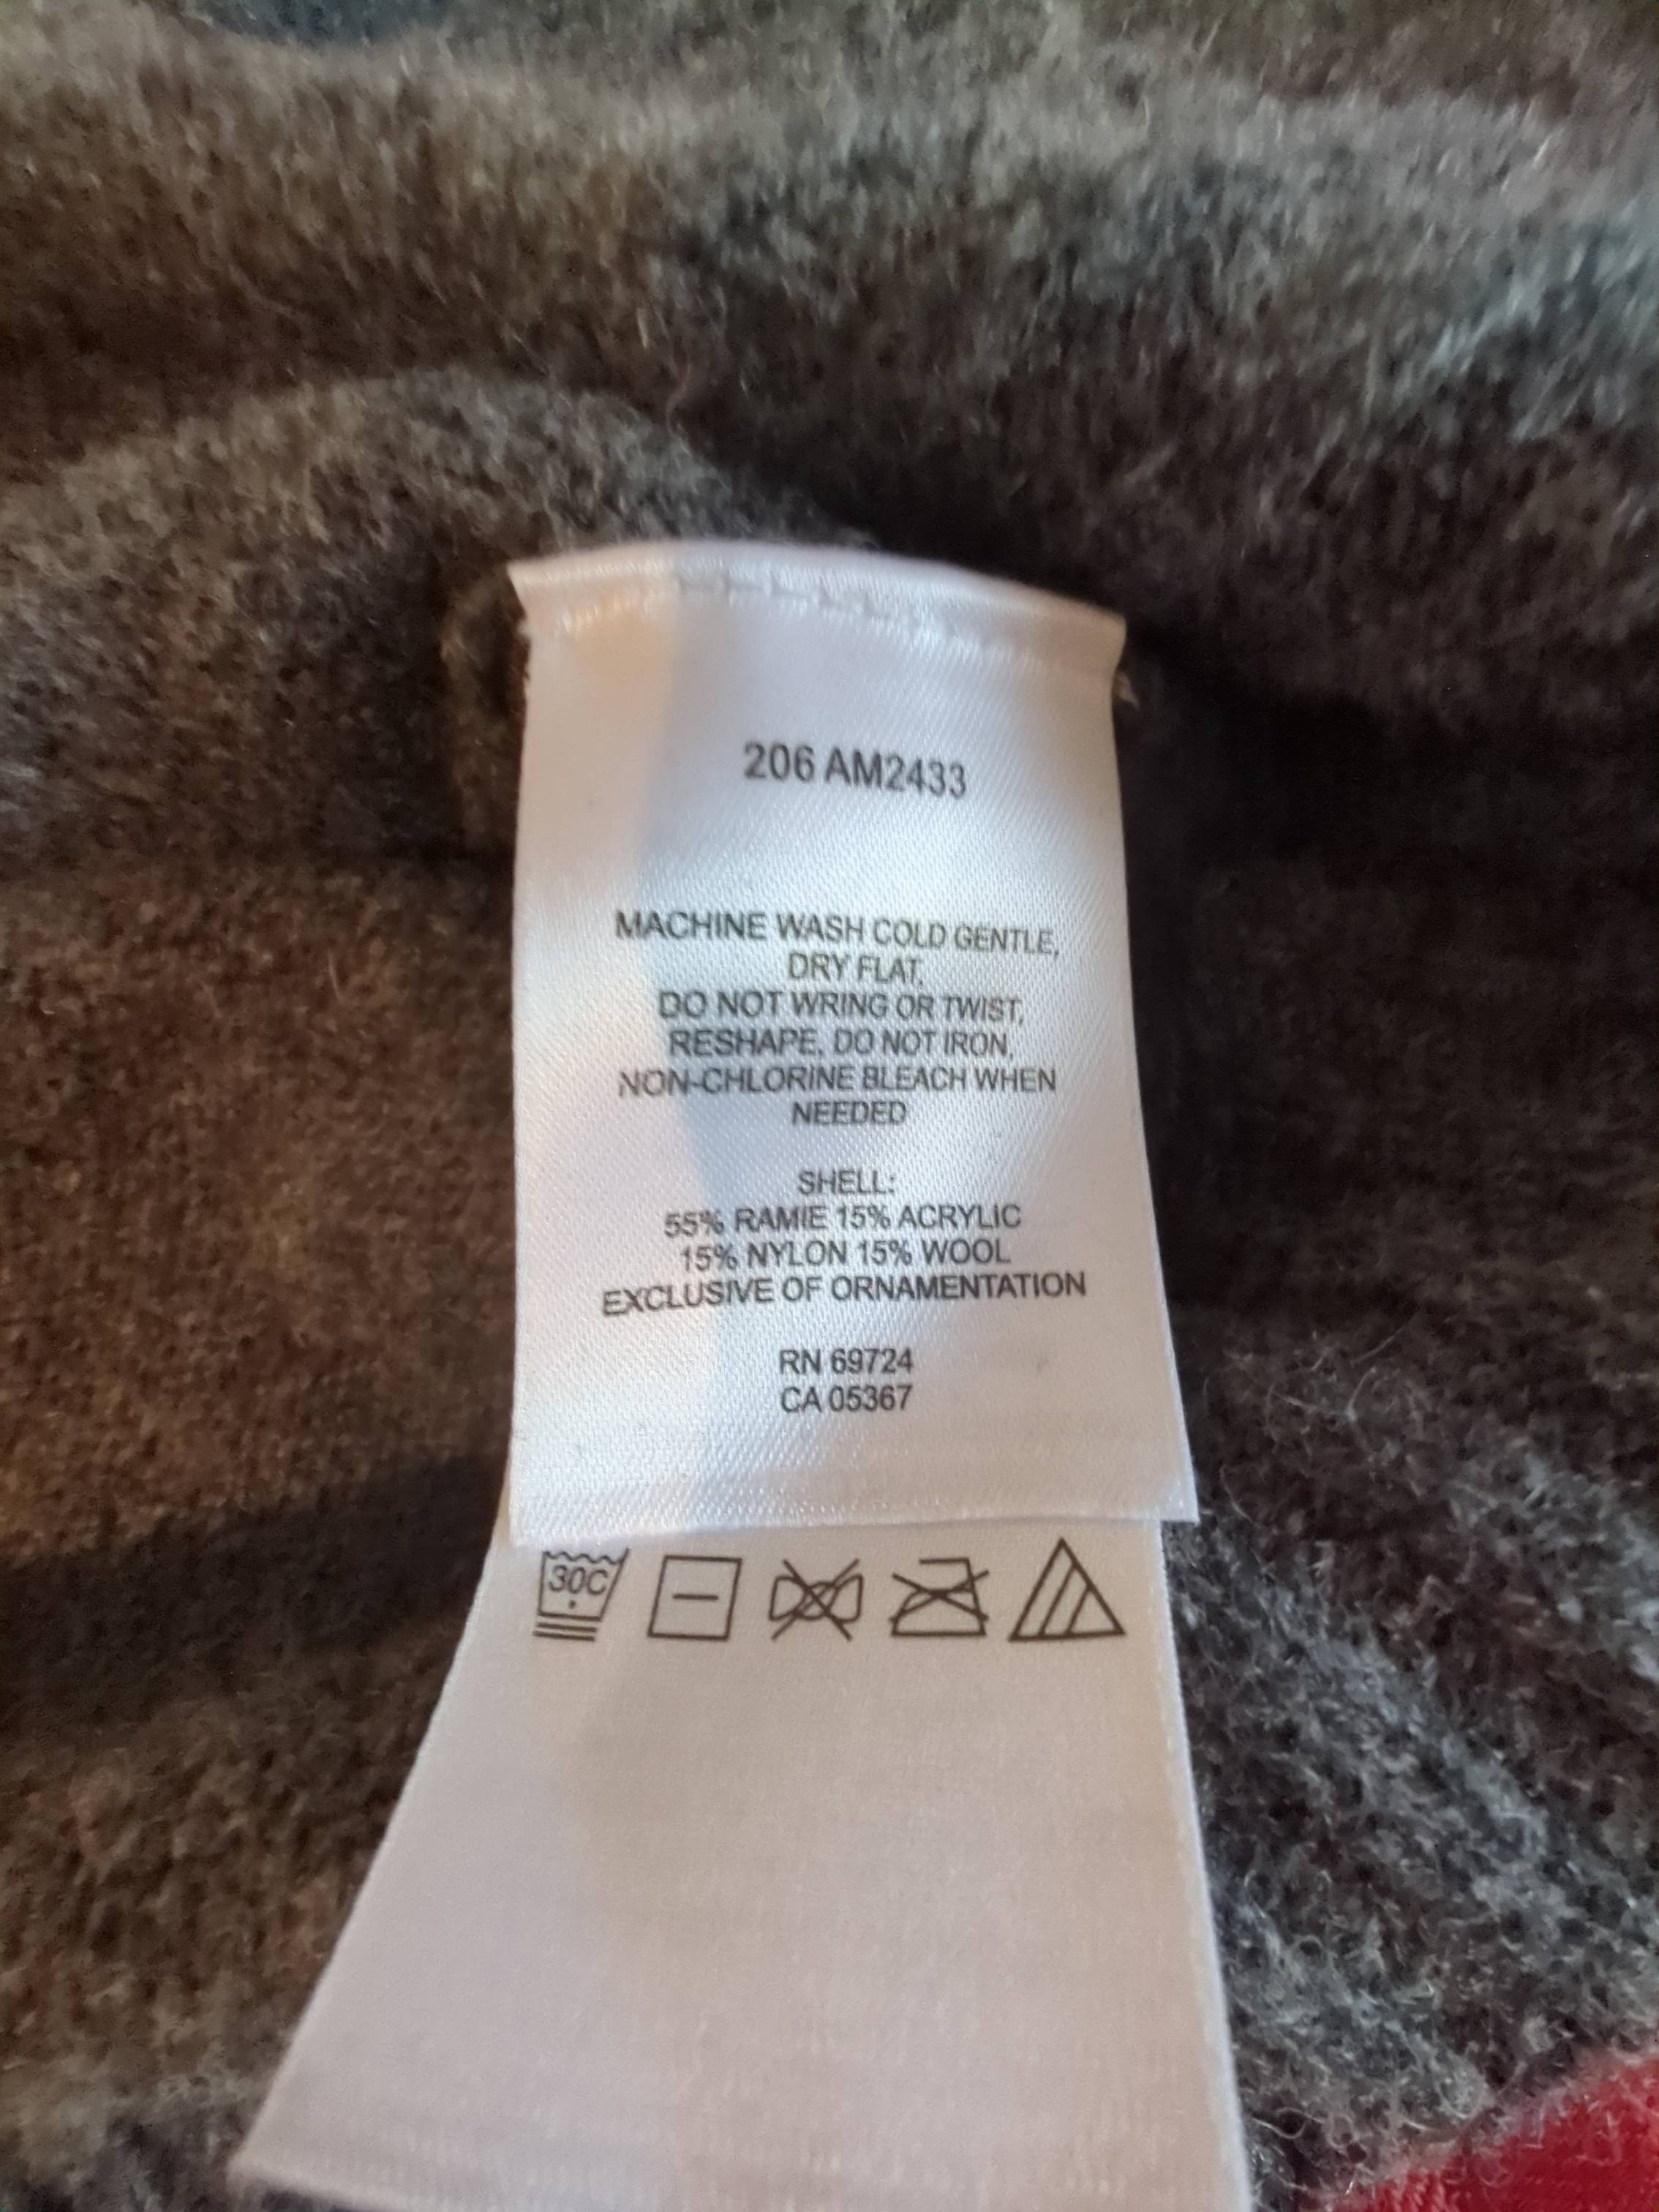 206 AM2433
MACHINE WASH COLD GENTLE,
DRY FLAT,
DO NOT WRING OR TWIST,
RESHAPE, DO NOT IRON,
NON-CHLORINE BLEACH WHEN
NEEDED
SHELL:
55% RAMIE 15% ACRYLIC
15% NYLON 15% WOOL
EXCLUSIVE OF ORNAMENTATION
RN 69724
CA 05367
30C